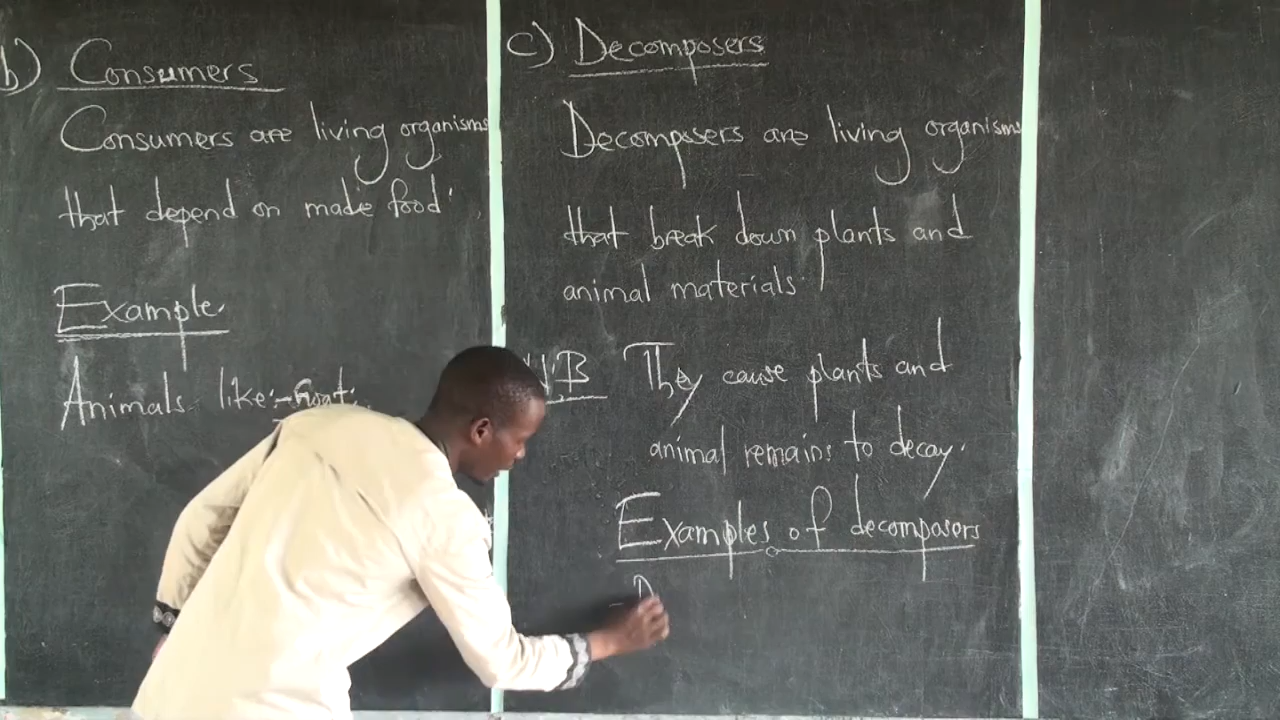 b) Consumers
Consumers are living organisms
that depend on made food.
Example.
Animals like:- Goat.
c) Decomposers
Decomposers are living organisms
that break down plants and
animal materials.
N.B They cause plants and
animal remains to decay.
Examples of decomposers